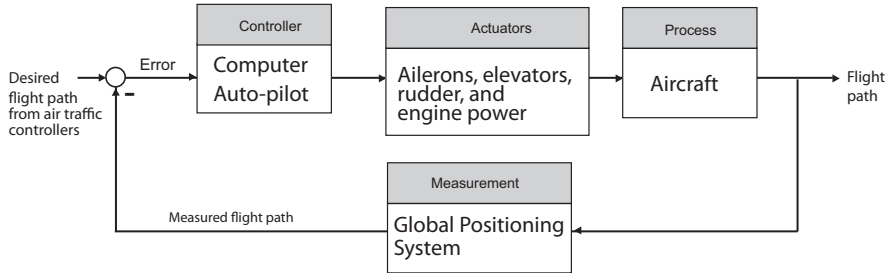 Controller
Actuators
Process
Desired
flight path
from air traffic
controllers
Error
-
Computer
Auto-pilot
Ailerons, elevators,
rudder, and
engine power
Aircraft
Flight
path
Measurement
Measured flight path
Global Positioning
System